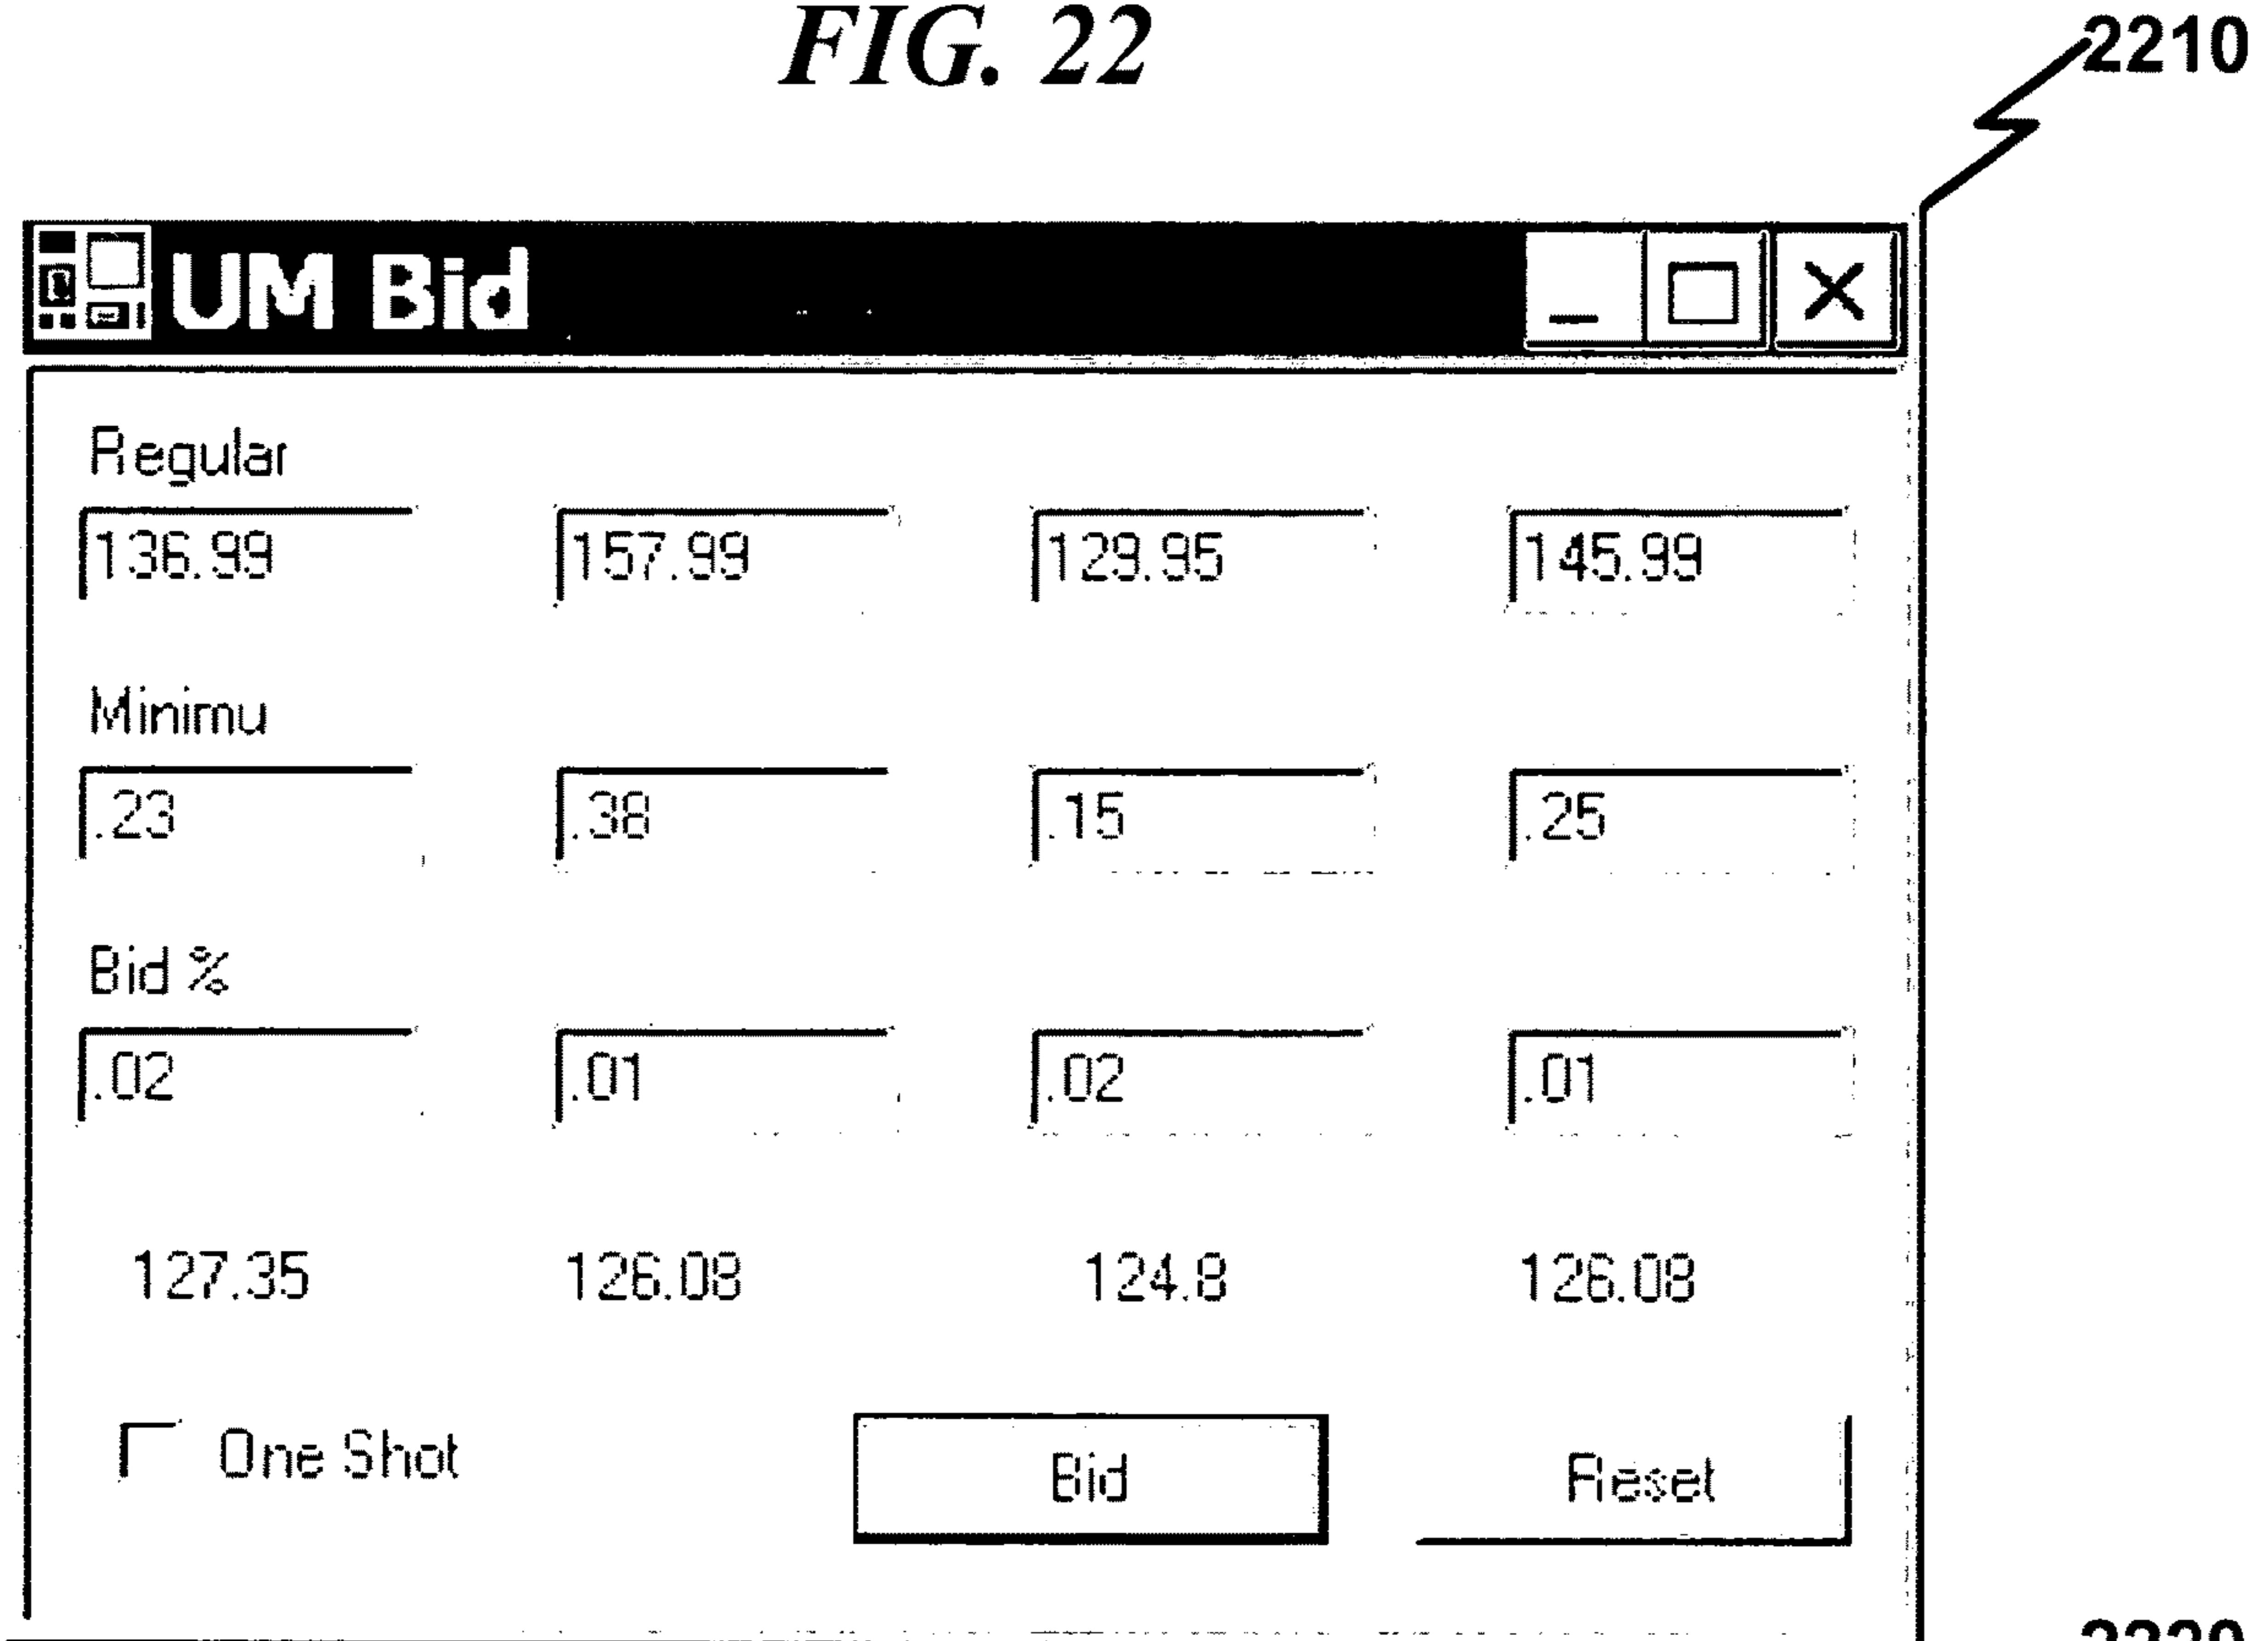 FIG. 22
2210
UM Bid
Regular
136.99 157.99 129.95 145.99
Minimu
.23 .38 .15 .25
Bid %
.02 .01 .02 .01
127.35 126.08 124.8 126.08
One Shot Bid Reset